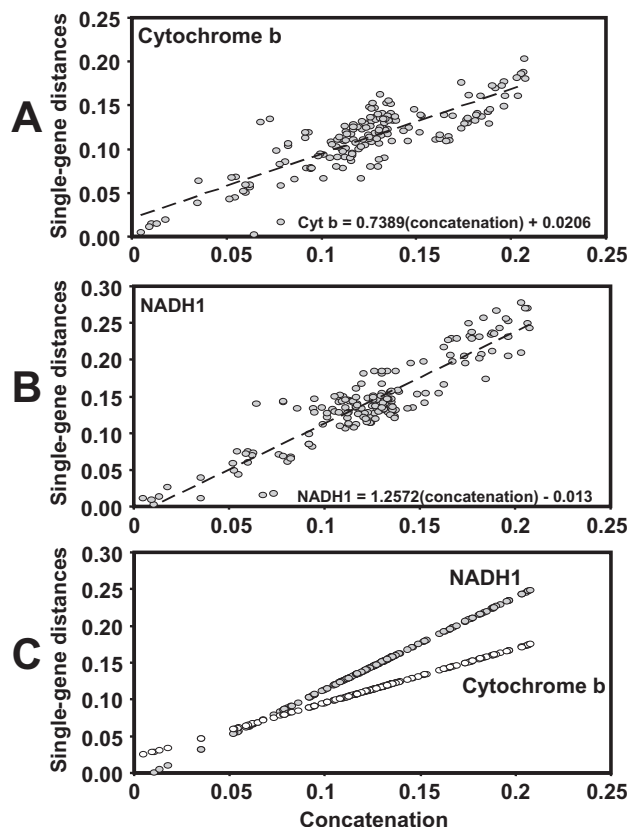 A
Single-gene distances
0.25
0.20
0.15
0.10
0.05
0.00
Cytochrome b
Cyt b = 0.7389(concatenation) + 0.0206
0
0.05
0.1
0.15
0.2
0.25
B
Single-gene distances
0.30
0.25
0.20
0.15
0.10
0.05
0.00
NADH1
NADH1 = 1.2572(concatenation) - 0.013
0
0.05
0.1
0.15
0.2
0.25
C
Single-gene distances
0.30
0.25
0.20
0.15
0.10
0.05
0.00
NADH1
Cytochrome b
0
0.05
0.1
0.15
0.2
0.25
Concatenation